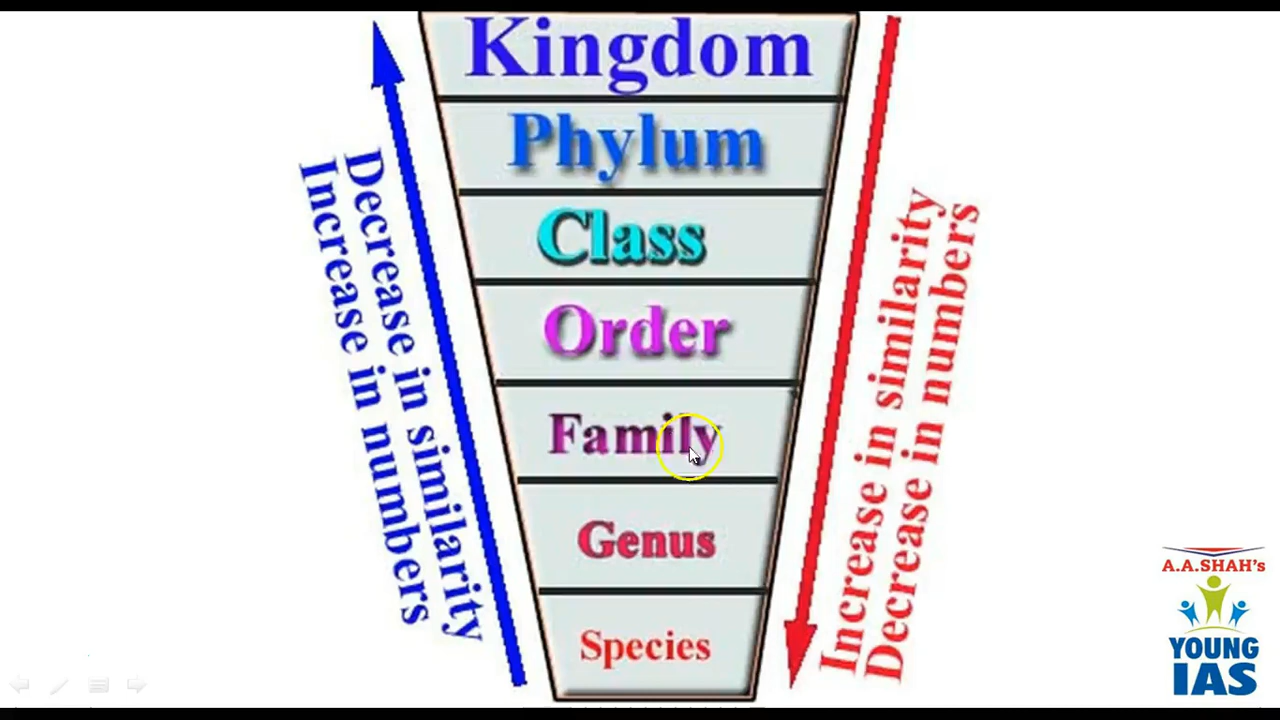 Kingdom
Phylum
Class
Order
Family
Genus
Species
Decrease in similarity
Increase in numbers
Increase in similarity
Decrease in numbers
A.A.SHAH's
YOUNG
IAS